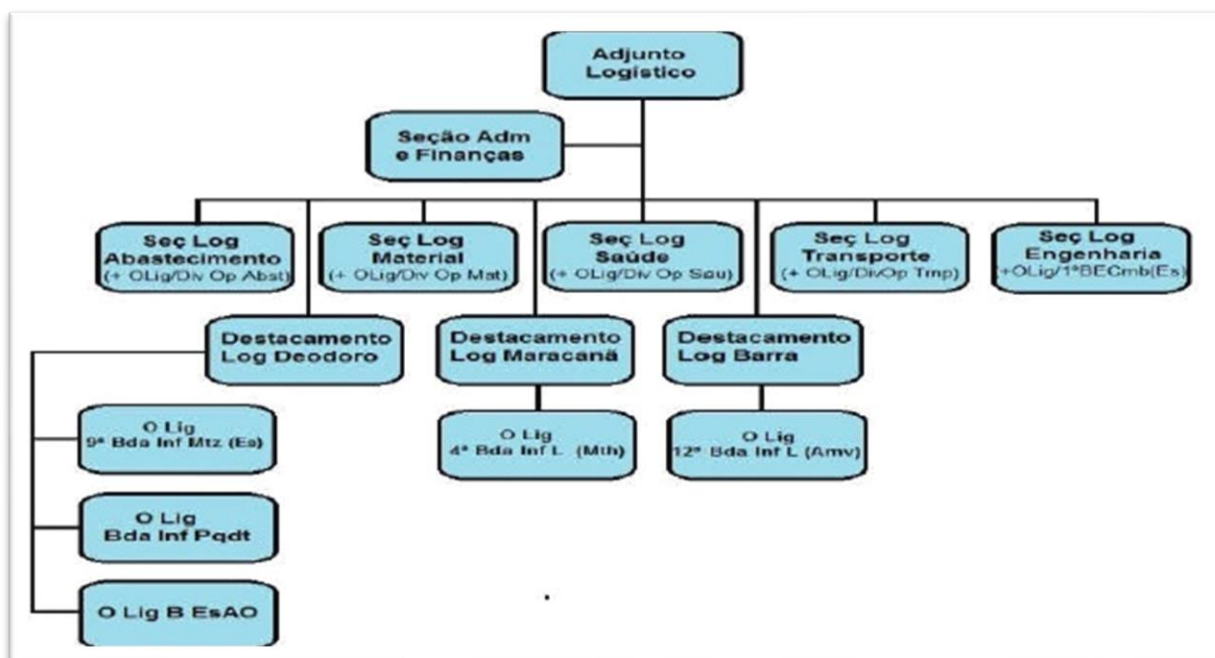 Adjunto
Logístico
Seção Adm
e Finanças
Seç Log
Abastecimento
(+ OLig/Div Op Abst)
Seç Log
Material
(+ OLig/Div Op Mat)
Seç Log
Saúde
(+ OLig/Div Op Sau)
Seç Log
Transporte
(+ OLig/DivOp Trnp)
Seç Log
Engenharia
(+OLig/1ºBECmb(Es)
Destacamento
Log Deodoro
Destacamento
Log Maracanã
Destacamento
Log Barra
O Lig
9ª Bda Inf Mtz (Es)
O Lig
4ª Bda Inf L (Mth)
O Lig
12ª Bda Inf L (Amv)
O Lig
Bda Inf Pqdt
O Lig B EsAO